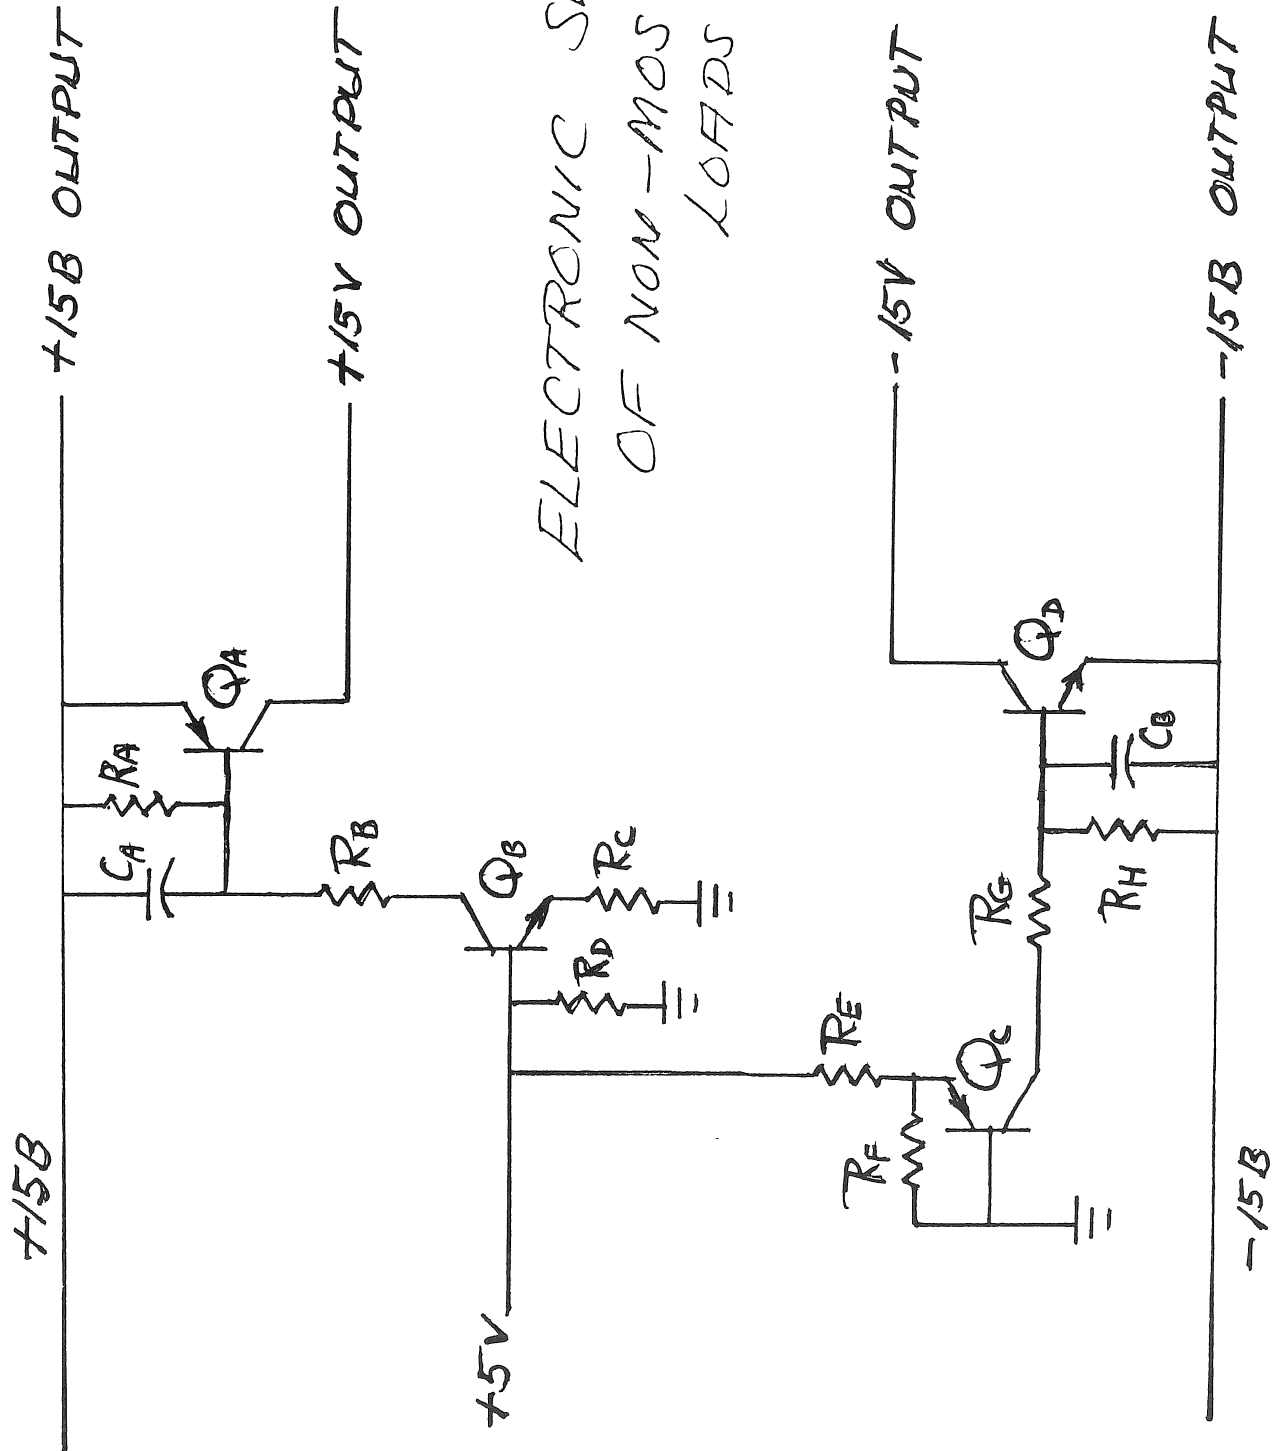 +15B
+15B OUTPUT
CA
RA
QA
+15V OUTPUT
RB
QB
RC
RD
+5V
ELECTRONIC
OF NON-MOS
LOADS
RE
RF
QC
RG
RH
QD
CB
-15V OUTPUT
-15B
-15B OUTPUT